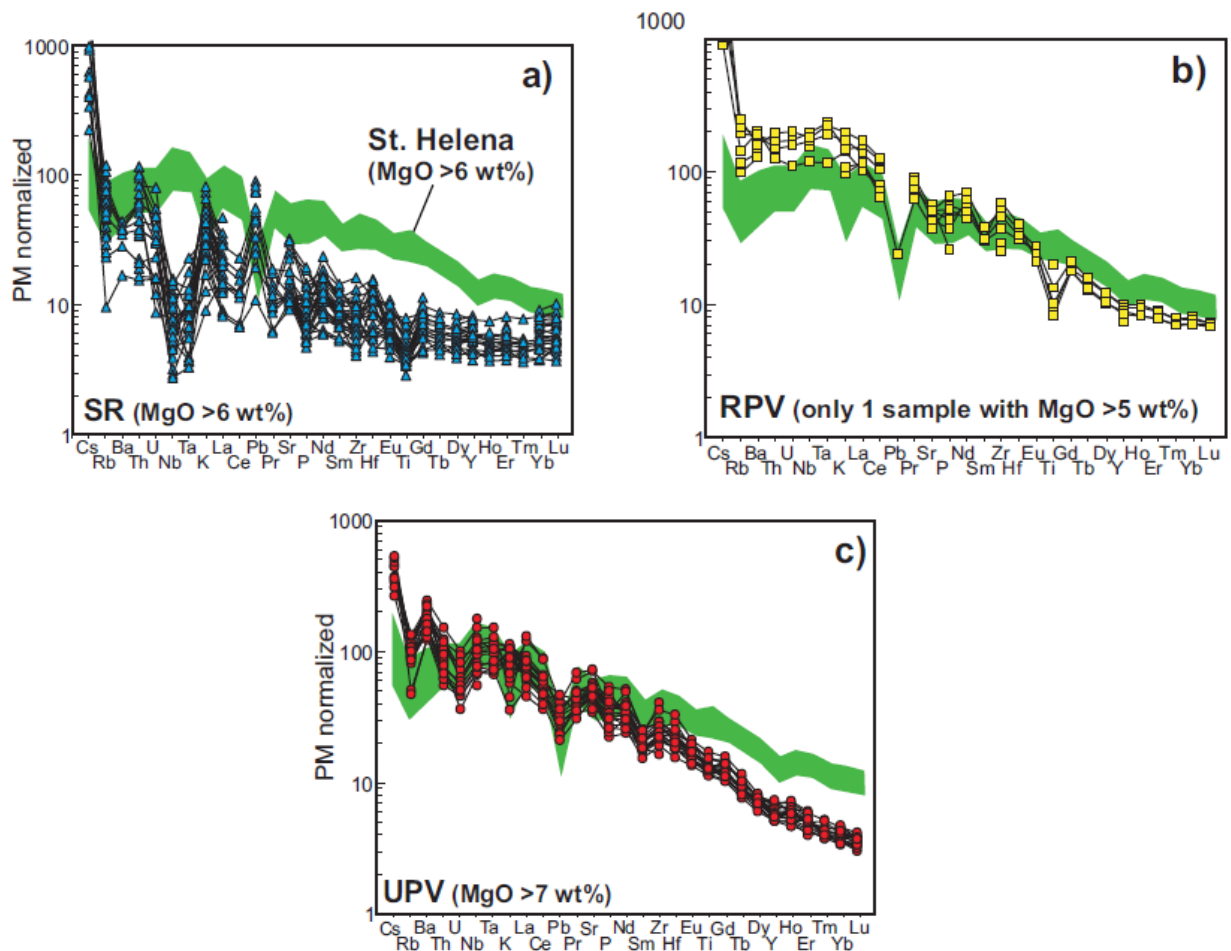 1000
100
10
1
PM normalized
a)
St. Helena
(MgO >6 wt%)
SR (MgO >6 wt%)
Cs Ba U Ta La Pb Sr Nd Zr Eu Gd Dy Ho Tm Lu
Rb Th Nb K Ce Pr P Sm Hf Ti Tb Y Er Yb
1000
100
10
1
b)
RPV (only 1 sample with MgO >5 wt%)
Cs Ba U Ta La Pb Sr Nd Zr Eu Gd Dy Ho Tm Lu
Rb Th Nb K Ce Pr P Sm Hf Ti Tb Y Er Yb
1000
100
10
1
PM normalized
c)
UPV (MgO >7 wt%)
Cs Ba U Ta La Pb Sr Nd Zr Eu Gd Dy Ho Tm Lu
Rb Th Nb K Ce Pr P Sm Hf Ti Tb Y Er Yb